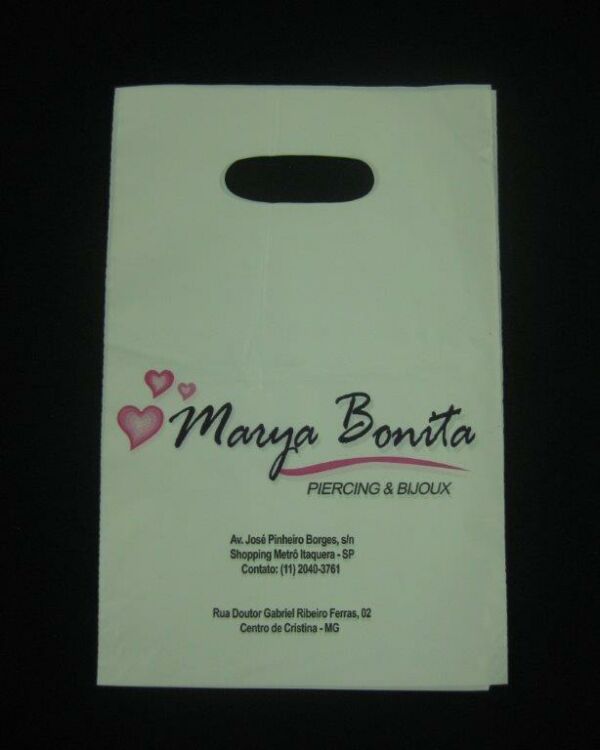 Marya Bonita
PIERCING & BIJOUX
Av. José Pinheiro Borges, s/n
Shopping Metrô Itaquera - SP
Contato: (11) 2040-3761
Rua Doutor Gabriel Ribeiro Ferras, 02
Centro de Cristina - MG